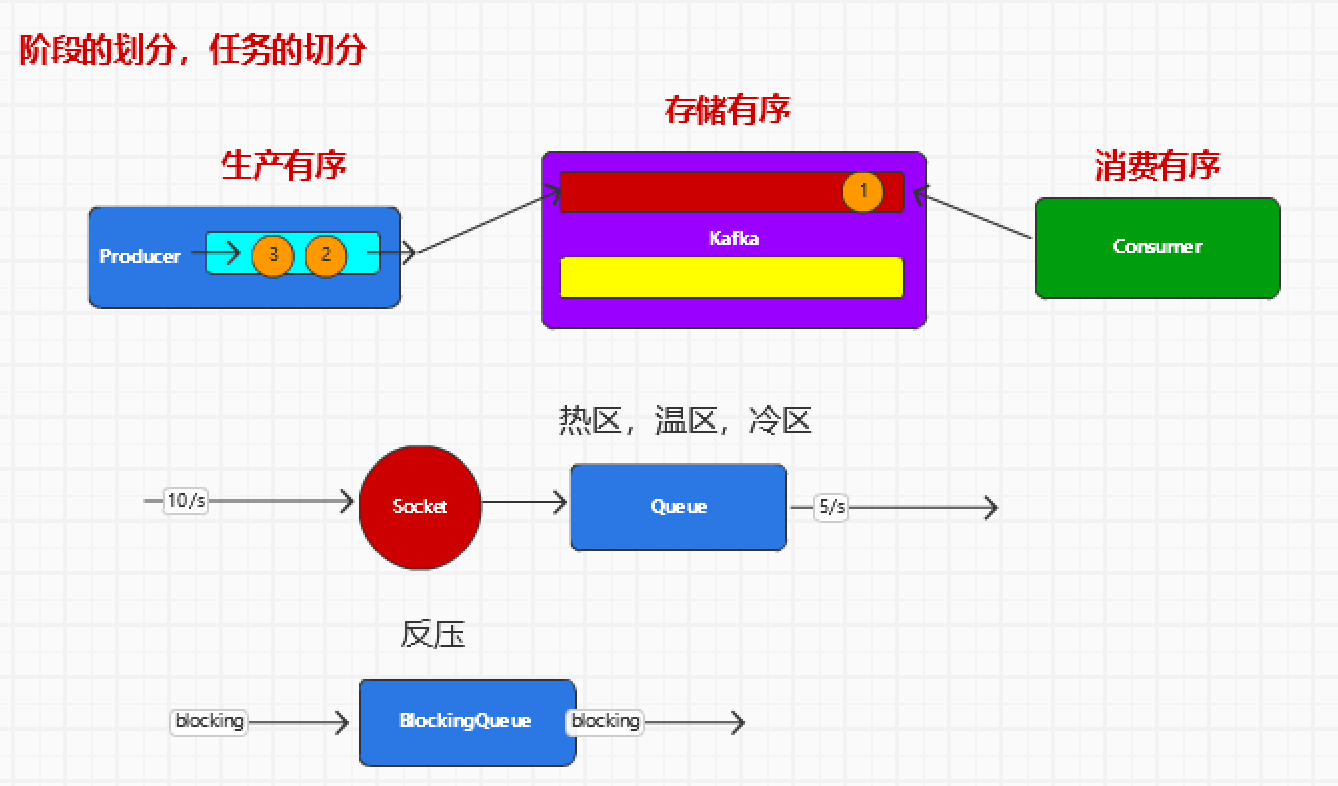 阶段的划分，任务的切分
存储有序
生产有序
消费有序
Producer
3
2
1
Kafka
Consumer
热区，温区，冷区
10/s
Socket
Queue
5/s
反压
blocking
BlockingQueue
blocking